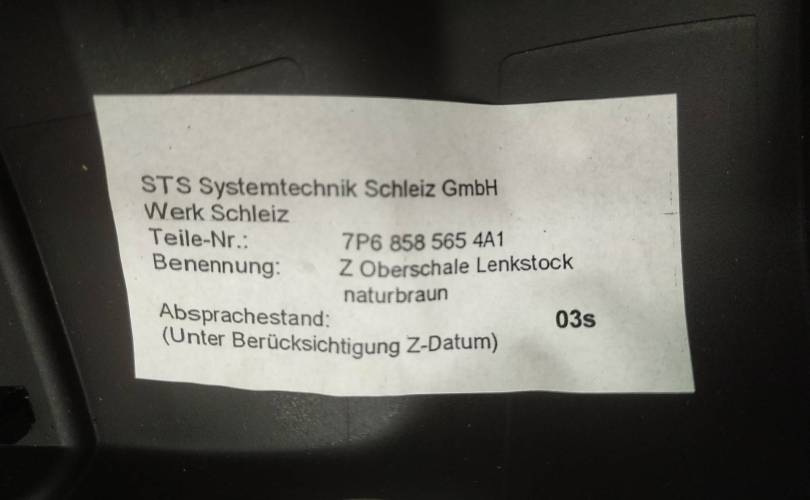 STS Systemtechnik Schleiz GmbH
Werk Schleiz
Teile-Nr.: 7P6 858 565 4A1
Benennung: Z Oberschale Lenkstock
naturbraun
Absprachestand: 03s
(Unter Berücksichtigung Z-Datum)